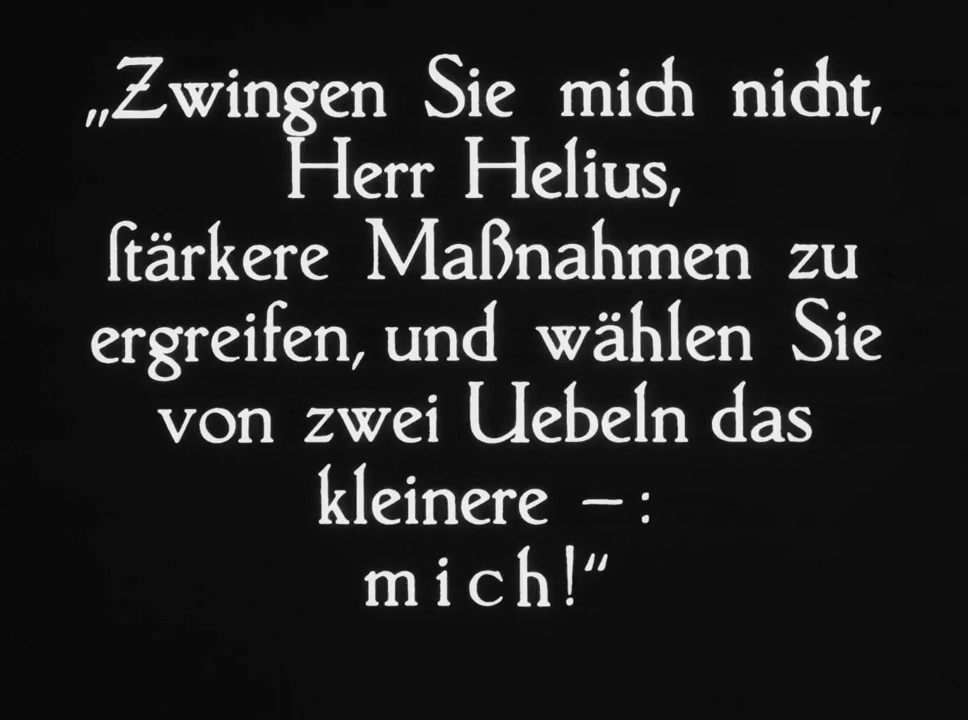 „Zwingen Sie mich nicht,
Herr Helius,
ſtärkere Maßnahmen zu
ergreifen, und wählen Sie
von zwei Uebeln das
kleinere – :
mich!“